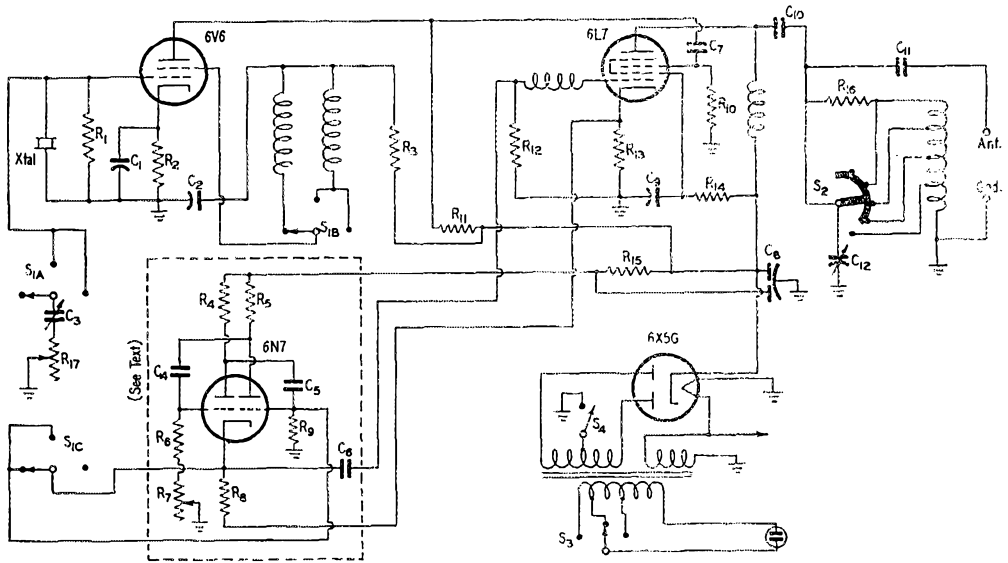 6V6
6L7
C10
C7
C11
R16
Xtal
R1
C1
R2
C2
R3
R12
R13
R10
C9
R14
Ant.
Gnd.
S2
C12
S1B
R11
S1A
C3
R17
R4
R5
R15
C8
(See Text)
6N7
C4
C5
6X5G
S1C
R6
R9
C6
S4
R7
R8
S3